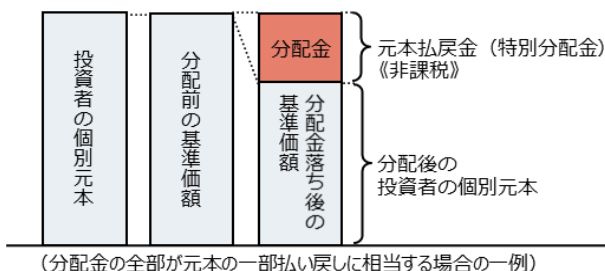 投資者の個別元本
分配前の基準価額
分配金
分配金落ち後の
基準価額
元本払戻金（特別分配金）
《非課税》
分配後の
投資者の個別元本
（分配金の全部が元本の一部払い戻しに相当する場合の一例）